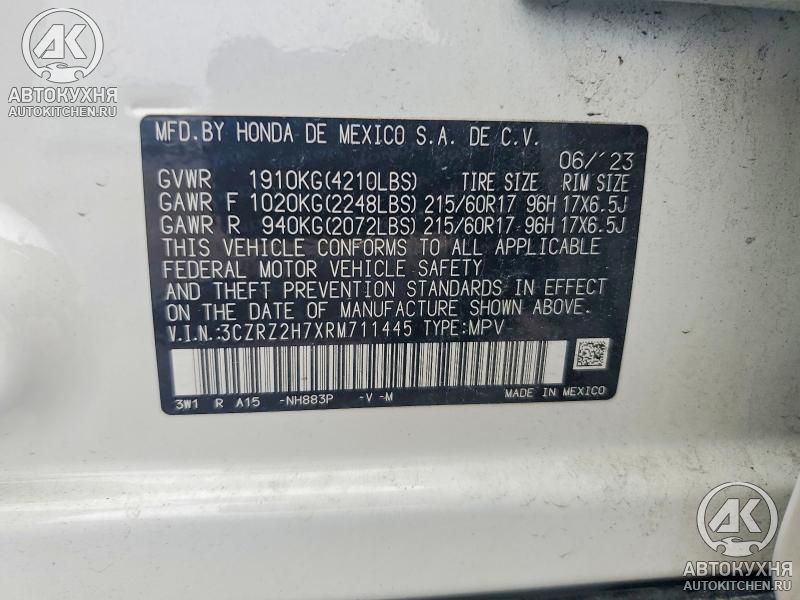 AK
АВТОКУХНЯ
AUTOKITCHEN.RU
MFD.BY HONDA DE MEXICO S.A. DE C.V.
06/'23
GVWR 1910KG(4210LBS) TIRE SIZE RIM SIZE
GAWR F 1020KG(2248LBS) 215/60R17 96H 17X6.5J
GAWR R 940KG(2072LBS) 215/60R17 96H 17X6.5J
THIS VEHICLE CONFORMS TO ALL APPLICABLE
FEDERAL MOTOR VEHICLE SAFETY
AND THEFT PREVENTION STANDARDS IN EFFECT
ON THE DATE OF MANUFACTURE SHOWN ABOVE.
V.I.N.:3CZRZ2H7XRM711445 TYPE:MPV
3W1 R A15 -NH883P -V -M MADE IN MEXICO
AK
АВТОКУХНЯ
AUTOKITCHEN.RU